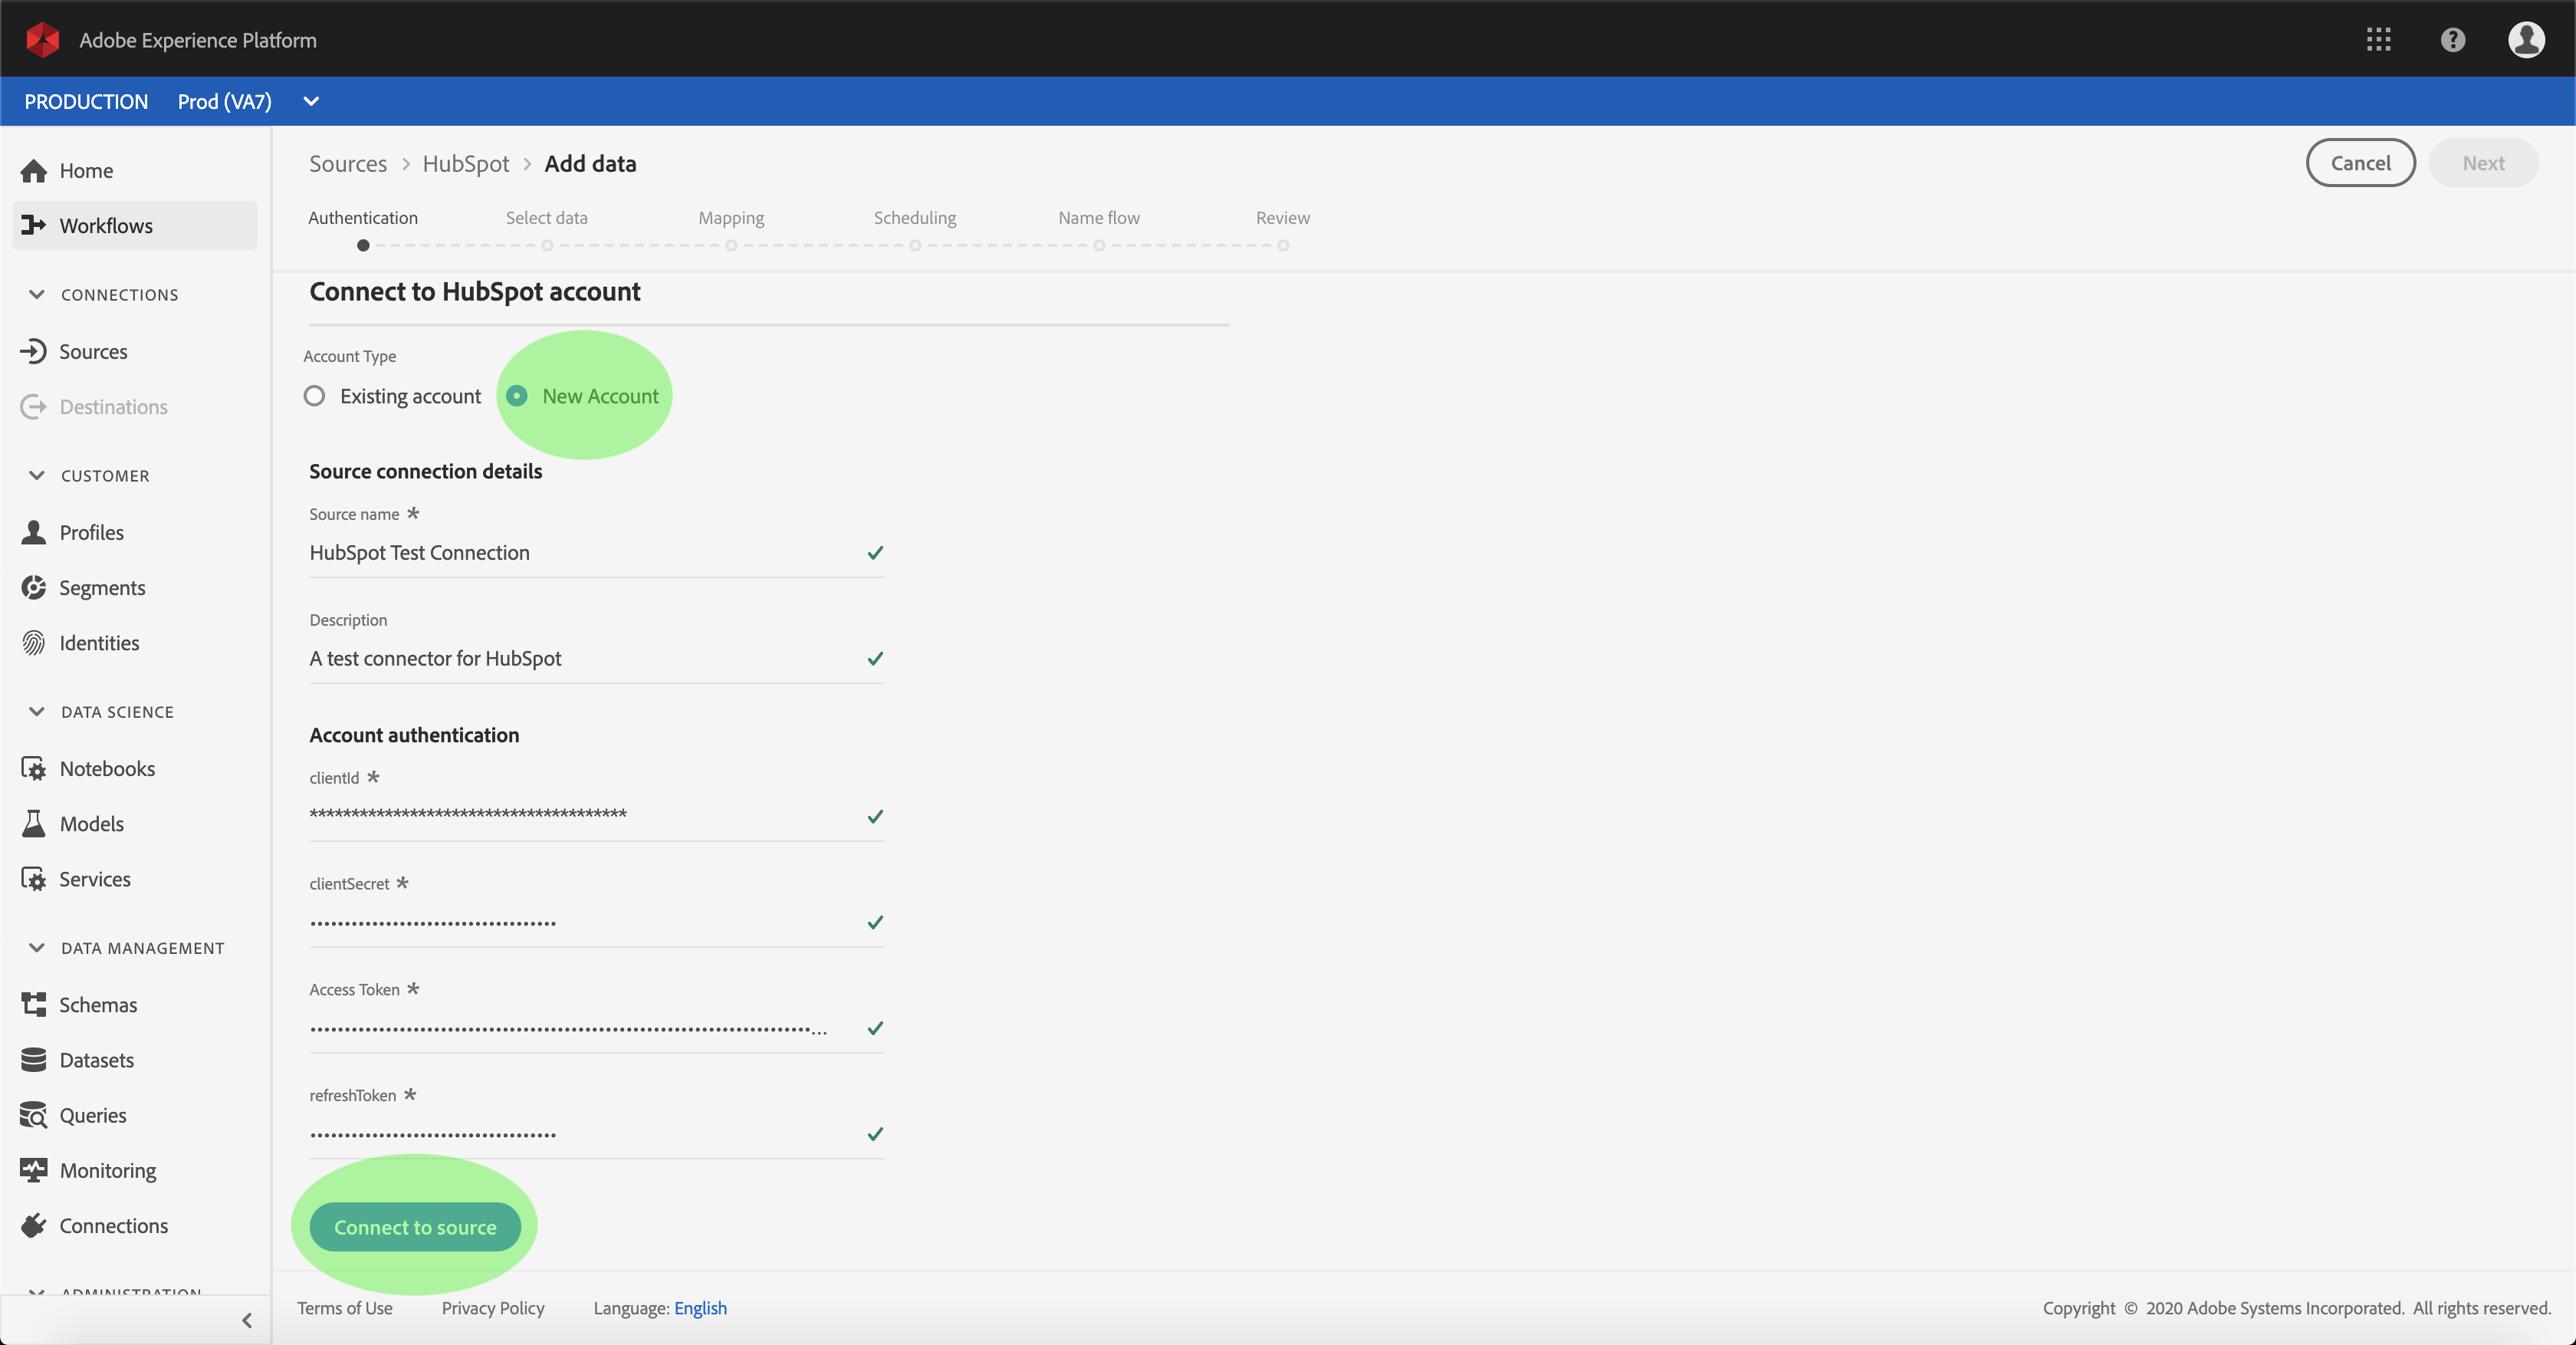 Adobe Experience Platform
PRODUCTION Prod (VA7)
Home
Workflows
CONNECTIONS
Sources
Destinations
CUSTOMER
Profiles
Segments
Identities
DATA SCIENCE
Notebooks
Models
Services
DATA MANAGEMENT
Schemas
Datasets
Queries
Monitoring
Connections
ADMINISTRATION
Sources > HubSpot > Add data
Cancel Next
Authentication Select data Mapping Scheduling Name flow Review
Connect to HubSpot account
Account Type
Existing account New Account
Source connection details
Source name *
HubSpot Test Connection
Description
A test connector for HubSpot
Account authentication
clientId *
**************************************
clientSecret *
••••••••••••••••••••••••••••••••••••
Access Token *
••••••••••••••••••••••••••••••••••••••••••••••••••••••••••••••••••••••••••...
refreshToken *
••••••••••••••••••••••••••••••••••••
Connect to source
Terms of Use Privacy Policy Language: English
Copyright © 2020 Adobe Systems Incorporated. All rights reserved.